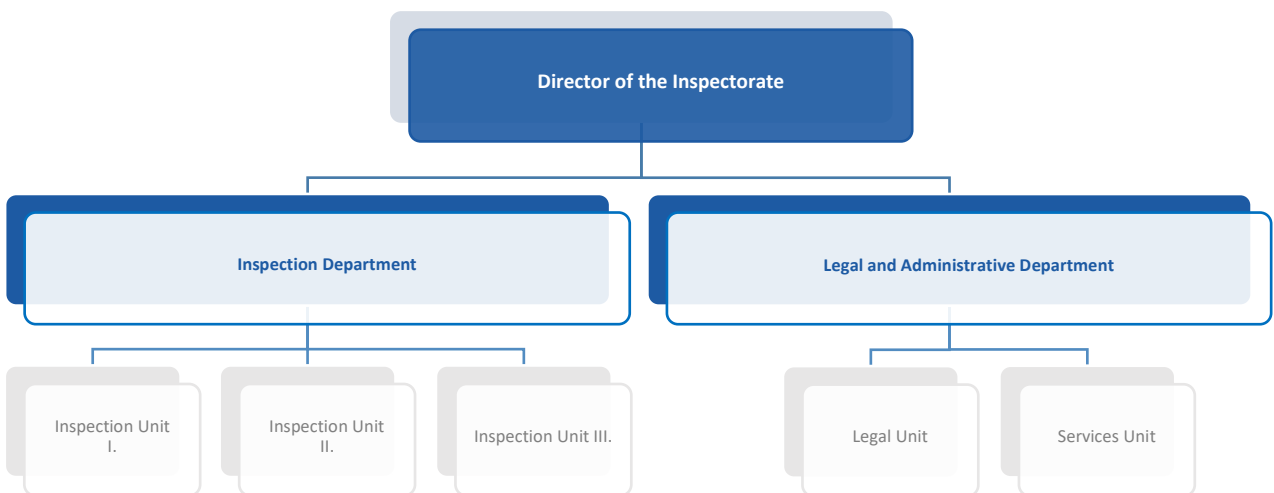 Director of the Inspectorate
Inspection Department
Legal and Administrative Department
Inspection Unit
I.
Inspection Unit
II.
Inspection Unit III.
Legal Unit
Services Unit